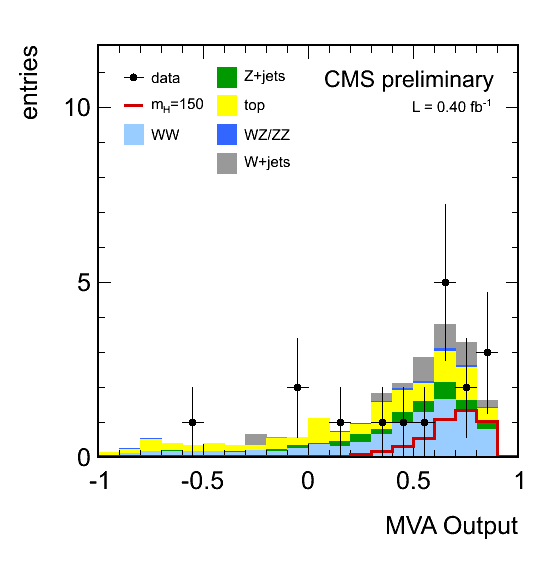 entries
CMS preliminary
L = 0.40 fb⁻¹
data
m_H=150
WW
Z+jets
top
WZ/ZZ
W+jets
10
5
0
-1 -0.5 0 0.5 1
MVA Output